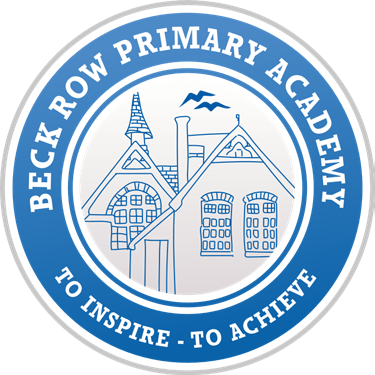 BECK ROW PRIMARY ACADEMY
TO INSPIRE - TO ACHIEVE